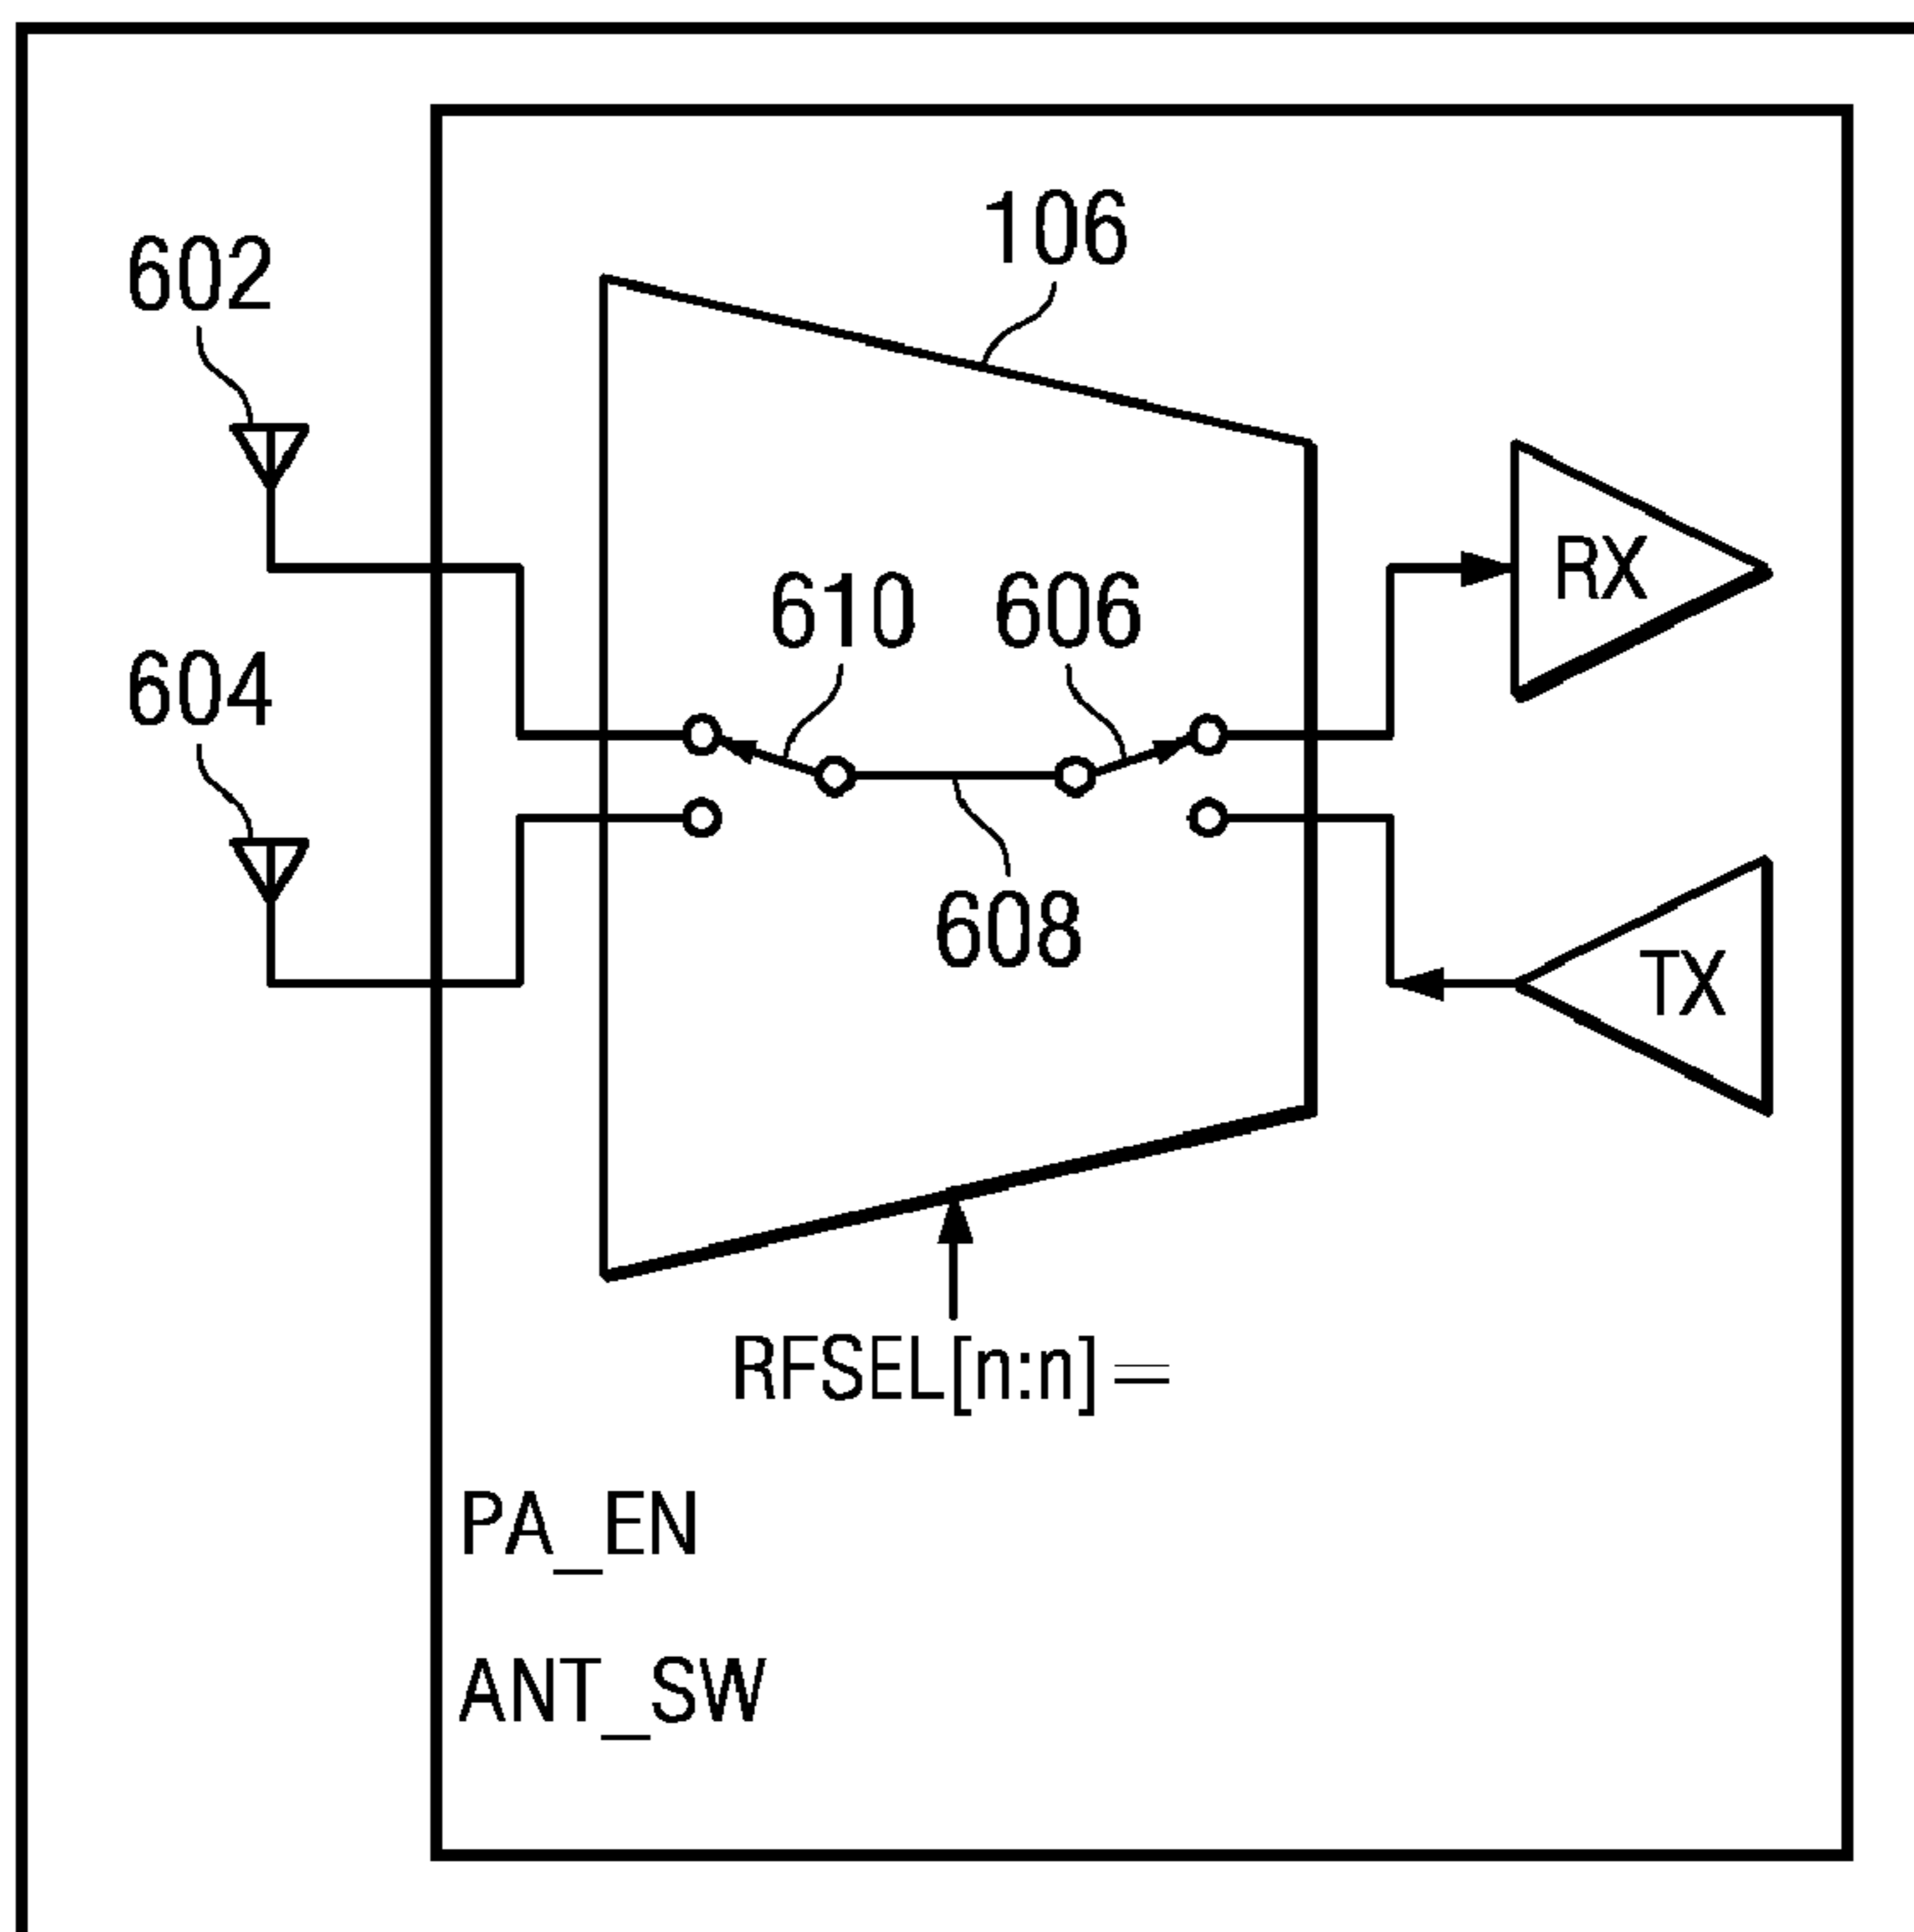 106
602
RX
610
606
604
608
TX
RFSEL[n:n]=
PA_EN
ANT_SW